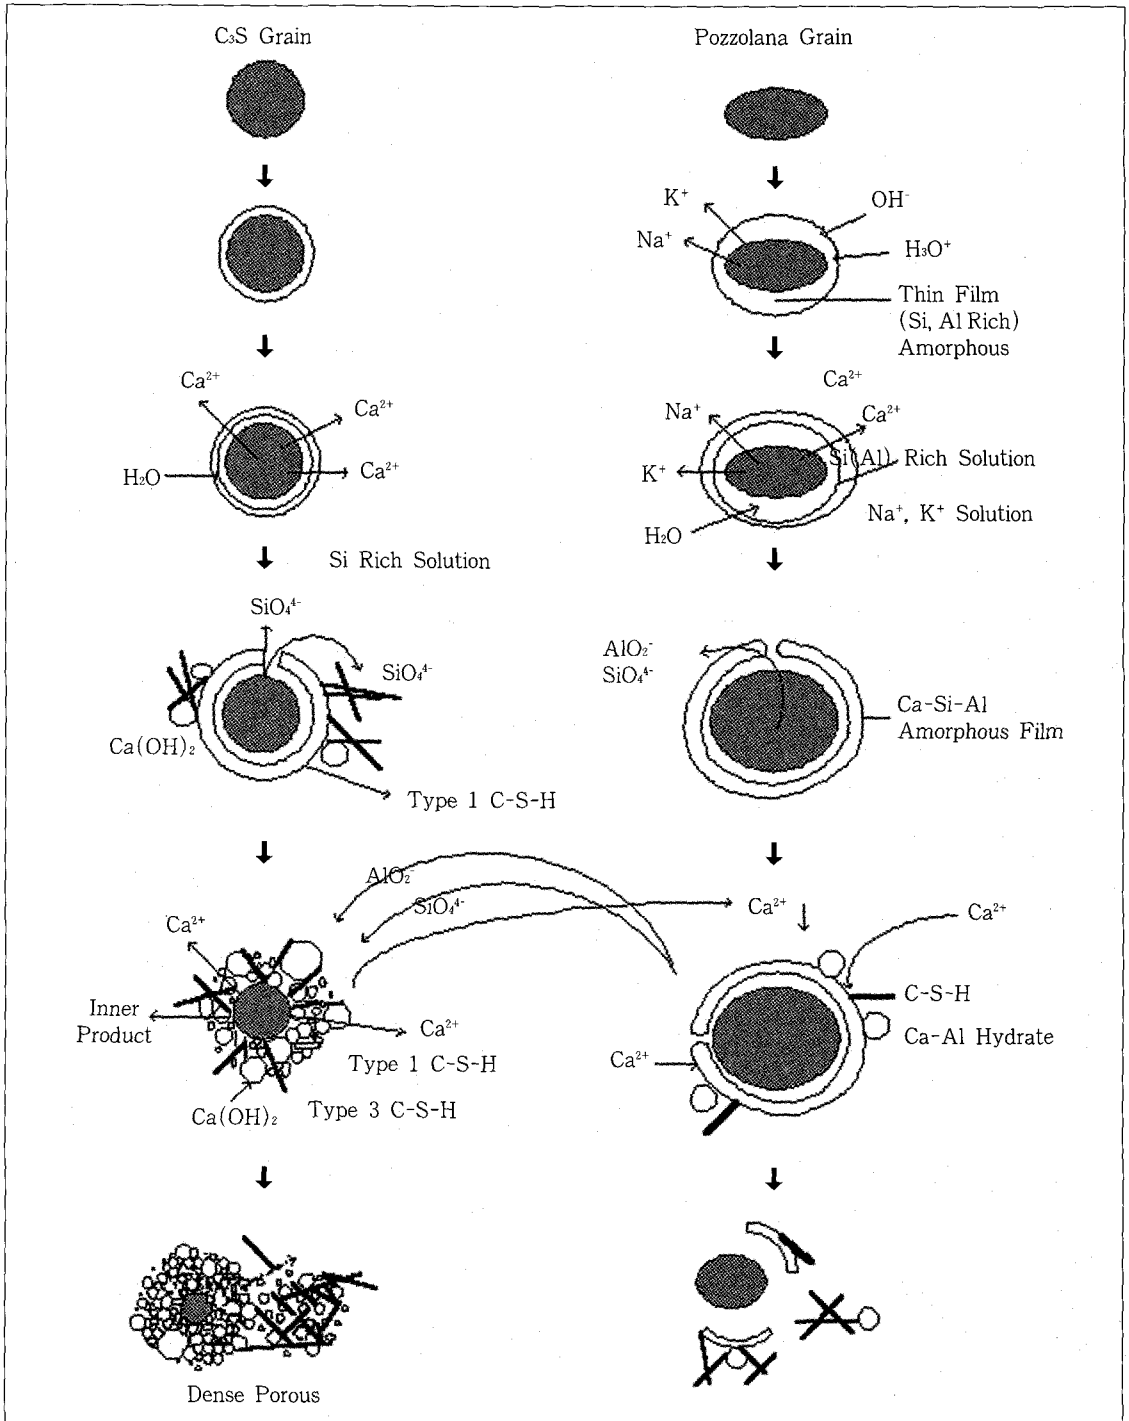 C₃S Grain
Pozzolana Grain
K⁺
OH⁻
Na⁺
H₃O⁺
Thin Film
(Si, Al Rich)
Amorphous
Ca²⁺
Ca²⁺
Ca²⁺
H₂O
Ca²⁺
Na⁺
Ca²⁺
Si(Al) Rich Solution
K⁺
Na⁺, K⁺ Solution
H₂O
Si Rich Solution
SiO₄⁴⁻
SiO₄⁴⁻
Ca(OH)₂
Type 1 C-S-H
AlO₂⁻
SiO₄⁴⁻
Ca-Si-Al
Amorphous Film
AlO₂⁻
SiO₄⁴⁻
Ca²⁺
Ca²⁺
Ca²⁺
Inner
Product
Ca²⁺
Type 1 C-S-H
Type 3 C-S-H
Ca(OH)₂
C-S-H
Ca-Al Hydrate
Ca²⁺
Dense Porous